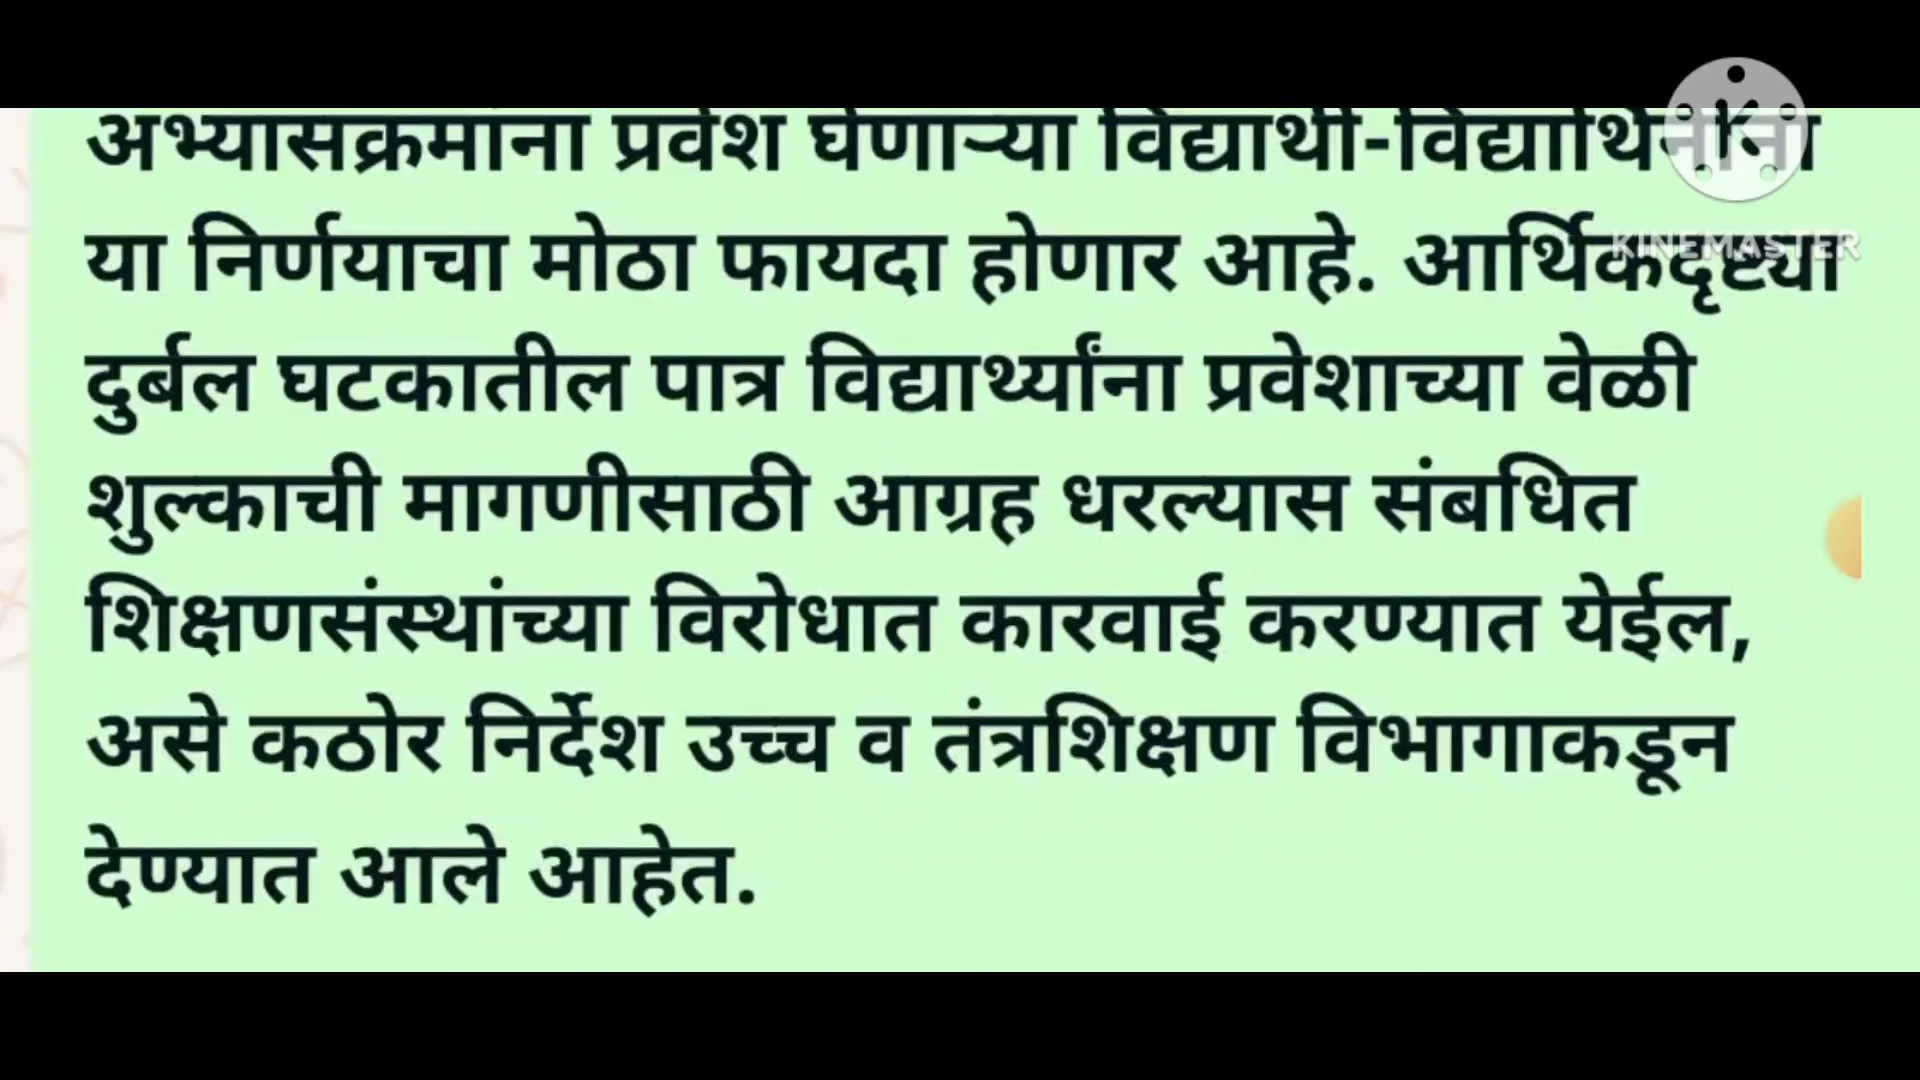 अभ्यासक्रमांना प्रवेश घेणाऱ्या विद्यार्थी-विद्यार्थिनींना
या निर्णयाचा मोठा फायदा होणार आहे. आर्थिकदृष्ट्या
KINEMASTER
दुर्बल घटकातील पात्र विद्यार्थ्यांना प्रवेशाच्या वेळी
शुल्काची मागणीसाठी आग्रह धरल्यास संबधित
शिक्षणसंस्थांच्या विरोधात कारवाई करण्यात येईल,
असे कठोर निर्देश उच्च व तंत्रशिक्षण विभागाकडून
देण्यात आले आहेत.